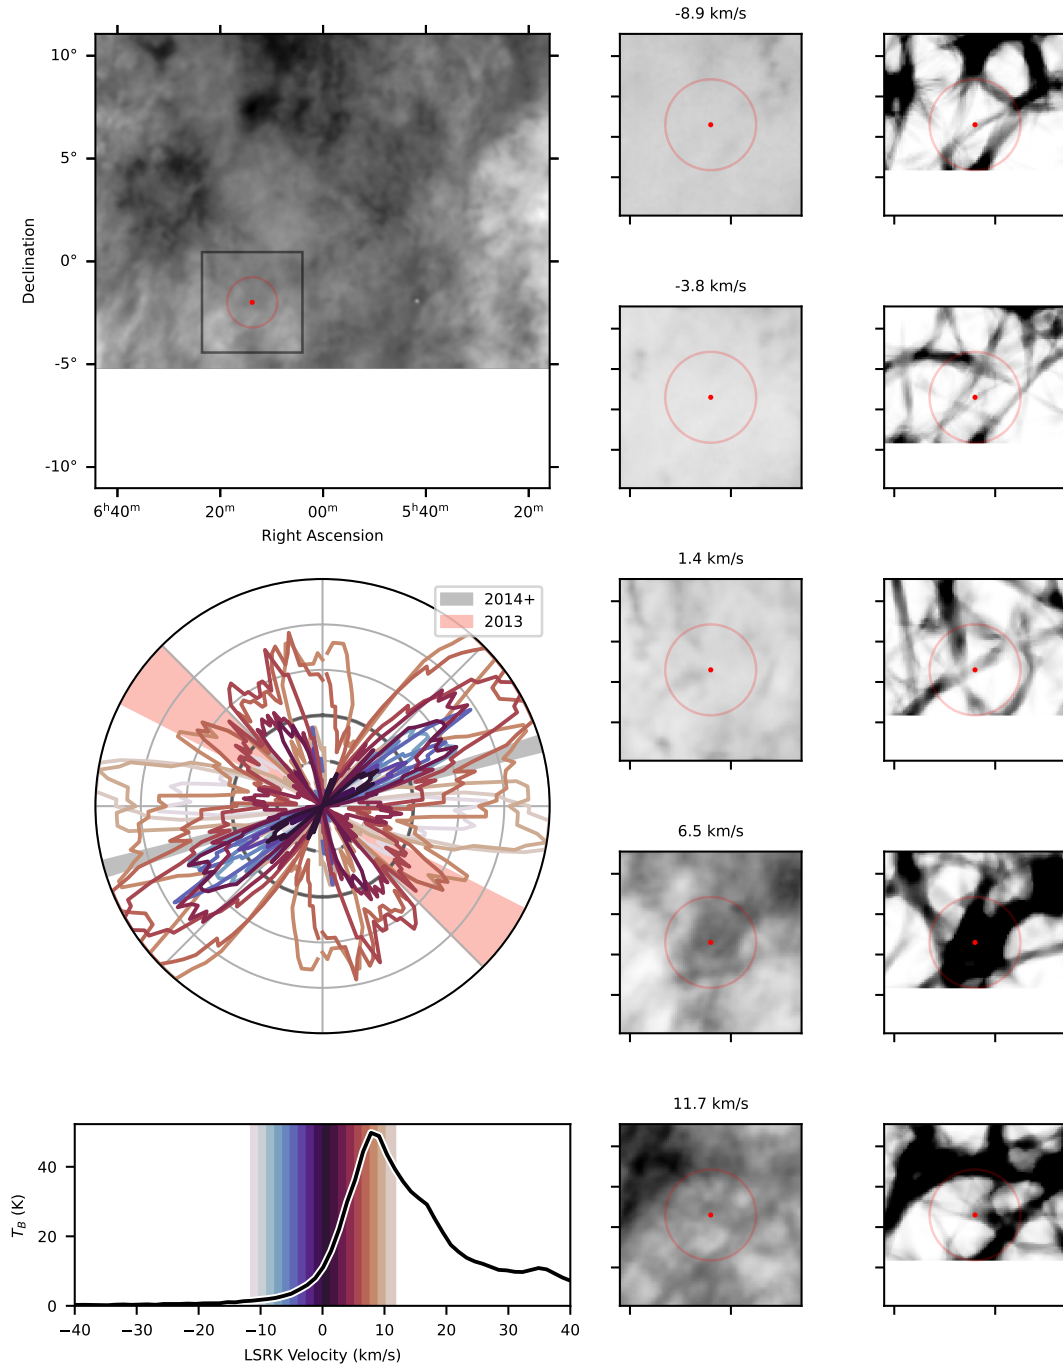 -8.9 km/s
10°
5°
0°
-5°
-10°
Declination
6ʰ40ᵐ 20ᵐ 00ᵐ 5ʰ40ᵐ 20ᵐ
Right Ascension
-3.8 km/s
2014+
2013
1.4 km/s
6.5 km/s
11.7 km/s
40
20
0
T_B (K)
−40 −30 −20 −10 0 10 20 30 40
LSRK Velocity (km/s)